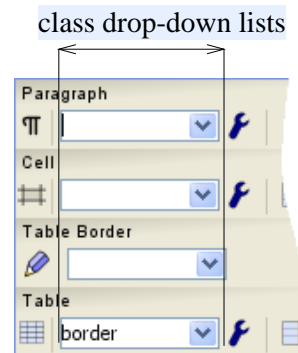 class drop-down lists
Paragraph
¶
Cell
Table Border
Table
border